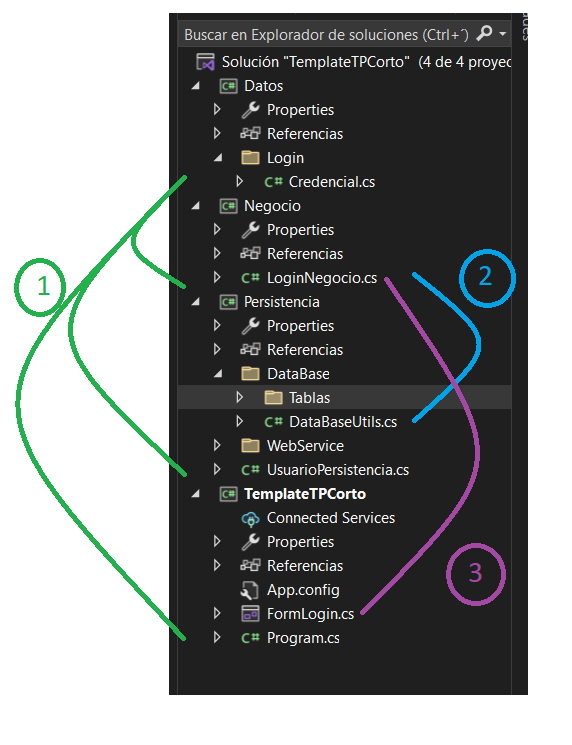 Buscar en Explorador de soluciones (Ctrl+´)
Solución "TemplateTPCorto" (4 de 4 proyec
C# Datos
Properties
Referencias
Login
C# Credencial.cs
C# Negocio
Properties
Referencias
C# LoginNegocio.cs
C# Persistencia
Properties
Referencias
DataBase
Tablas
C# DataBaseUtils.cs
WebService
C# UsuarioPersistencia.cs
C# TemplateTPCorto
Connected Services
Properties
Referencias
App.config
FormLogin.cs
C# Program.cs
1
2
3